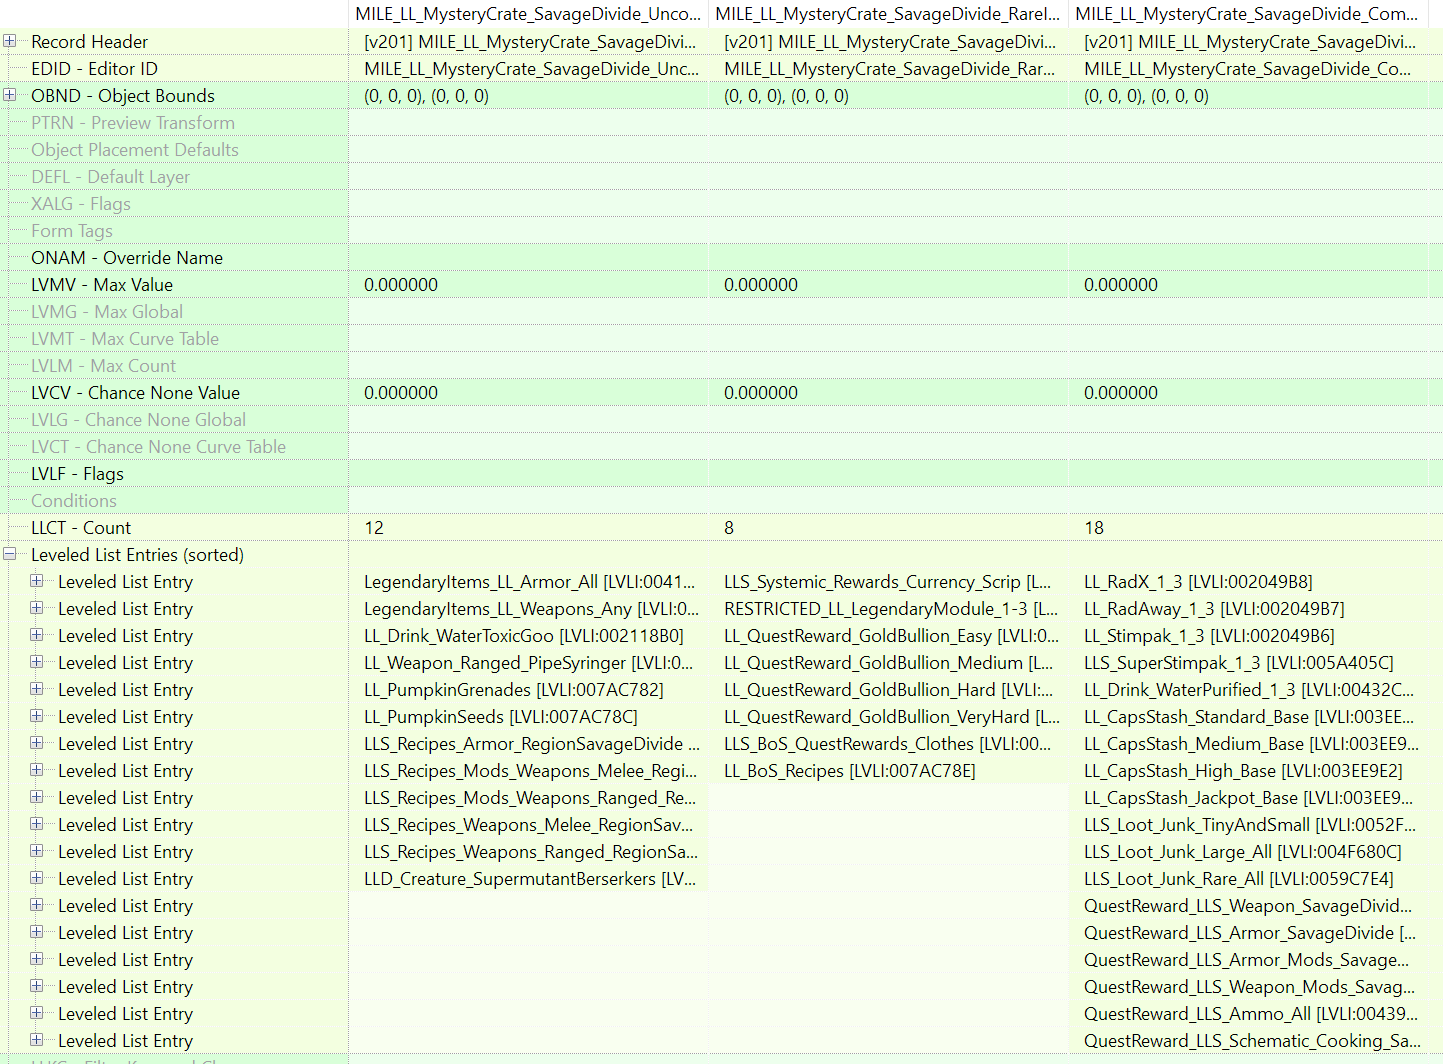 MILE_LL_MysteryCrate_SavageDivide_Unco... MILE_LL_MysteryCrate_SavageDivide_RareI... MILE_LL_MysteryCrate_SavageDivide_Com...
Record Header [v201] MILE_LL_MysteryCrate_SavageDivi... [v201] MILE_LL_MysteryCrate_SavageDivi... [v201] MILE_LL_MysteryCrate_SavageDivi...
EDID - Editor ID MILE_LL_MysteryCrate_SavageDivide_Unc... MILE_LL_MysteryCrate_SavageDivide_Rar... MILE_LL_MysteryCrate_SavageDivide_Co...
OBND - Object Bounds (0, 0, 0), (0, 0, 0) (0, 0, 0), (0, 0, 0) (0, 0, 0), (0, 0, 0)
PTRN - Preview Transform
Object Placement Defaults
DEFL - Default Layer
XALG - Flags
Form Tags
ONAM - Override Name
LVMV - Max Value 0.000000 0.000000 0.000000
LVMG - Max Global
LVMT - Max Curve Table
LVLM - Max Count
LVCV - Chance None Value 0.000000 0.000000 0.000000
LVLG - Chance None Global
LVCT - Chance None Curve Table
LVLF - Flags
Conditions
LLCT - Count 12 8 18
Leveled List Entries (sorted)
Leveled List Entry LegendaryItems_LL_Armor_All [LVLI:0041... LLS_Systemic_Rewards_Currency_Scrip [L... LL_RadX_1_3 [LVLI:002049B8]
Leveled List Entry LegendaryItems_LL_Weapons_Any [LVLI:0... RESTRICTED_LL_LegendaryModule_1-3 [L... LL_RadAway_1_3 [LVLI:002049B7]
Leveled List Entry LL_Drink_WaterToxicGoo [LVLI:002118B0] LL_QuestReward_GoldBullion_Easy [LVLI:0... LL_Stimpak_1_3 [LVLI:002049B6]
Leveled List Entry LL_Weapon_Ranged_PipeSyringer [LVLI:0... LL_QuestReward_GoldBullion_Medium [L... LLS_SuperStimpak_1_3 [LVLI:005A405C]
Leveled List Entry LL_PumpkinGrenades [LVLI:007AC782] LL_QuestReward_GoldBullion_Hard [LVLI:... LL_Drink_WaterPurified_1_3 [LVLI:00432C...
Leveled List Entry LL_PumpkinSeeds [LVLI:007AC78C] LL_QuestReward_GoldBullion_VeryHard [L... LL_CapsStash_Standard_Base [LVLI:003EE...
Leveled List Entry LLS_Recipes_Armor_RegionSavageDivide ... LLS_BoS_QuestRewards_Clothes [LVLI:00... LL_CapsStash_Medium_Base [LVLI:003EE9...
Leveled List Entry LLS_Recipes_Mods_Weapons_Melee_Regi... LL_BoS_Recipes [LVLI:007AC78E] LL_CapsStash_High_Base [LVLI:003EE9E2]
Leveled List Entry LLS_Recipes_Mods_Weapons_Ranged_Re... LL_CapsStash_Jackpot_Base [LVLI:003EE9...
Leveled List Entry LLS_Recipes_Weapons_Melee_RegionSav... LLS_Loot_Junk_TinyAndSmall [LVLI:0052F...
Leveled List Entry LLS_Recipes_Weapons_Ranged_RegionSa... LLS_Loot_Junk_Large_All [LVLI:004F680C]
Leveled List Entry LLD_Creature_SupermutantBerserkers [LV... LLS_Loot_Junk_Rare_All [LVLI:0059C7E4]
Leveled List Entry QuestReward_LLS_Weapon_SavageDivid...
Leveled List Entry QuestReward_LLS_Armor_SavageDivide [...
Leveled List Entry QuestReward_LLS_Armor_Mods_Savage...
Leveled List Entry QuestReward_LLS_Weapon_Mods_Savag...
Leveled List Entry QuestReward_LLS_Ammo_All [LVLI:00439...
Leveled List Entry QuestReward_LLS_Schematic_Cooking_Sa...